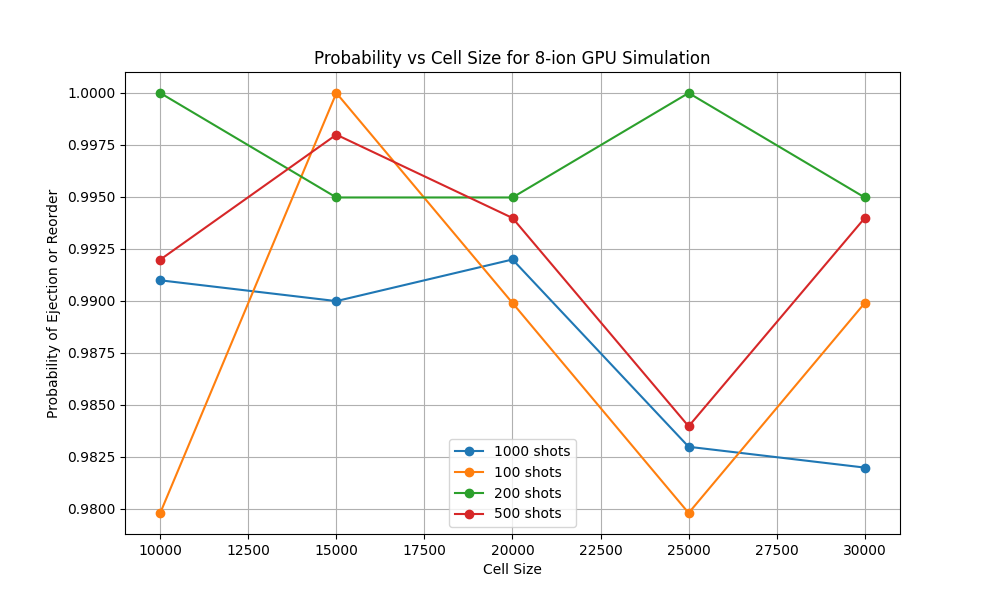 Probability vs Cell Size for 8-ion GPU Simulation
Probability of Ejection or Reorder
1.0000
0.9975
0.9950
0.9925
0.9900
0.9875
0.9850
0.9825
0.9800
1000 shots
100 shots
200 shots
500 shots
10000 12500 15000 17500 20000 22500 25000 27500 30000
Cell Size